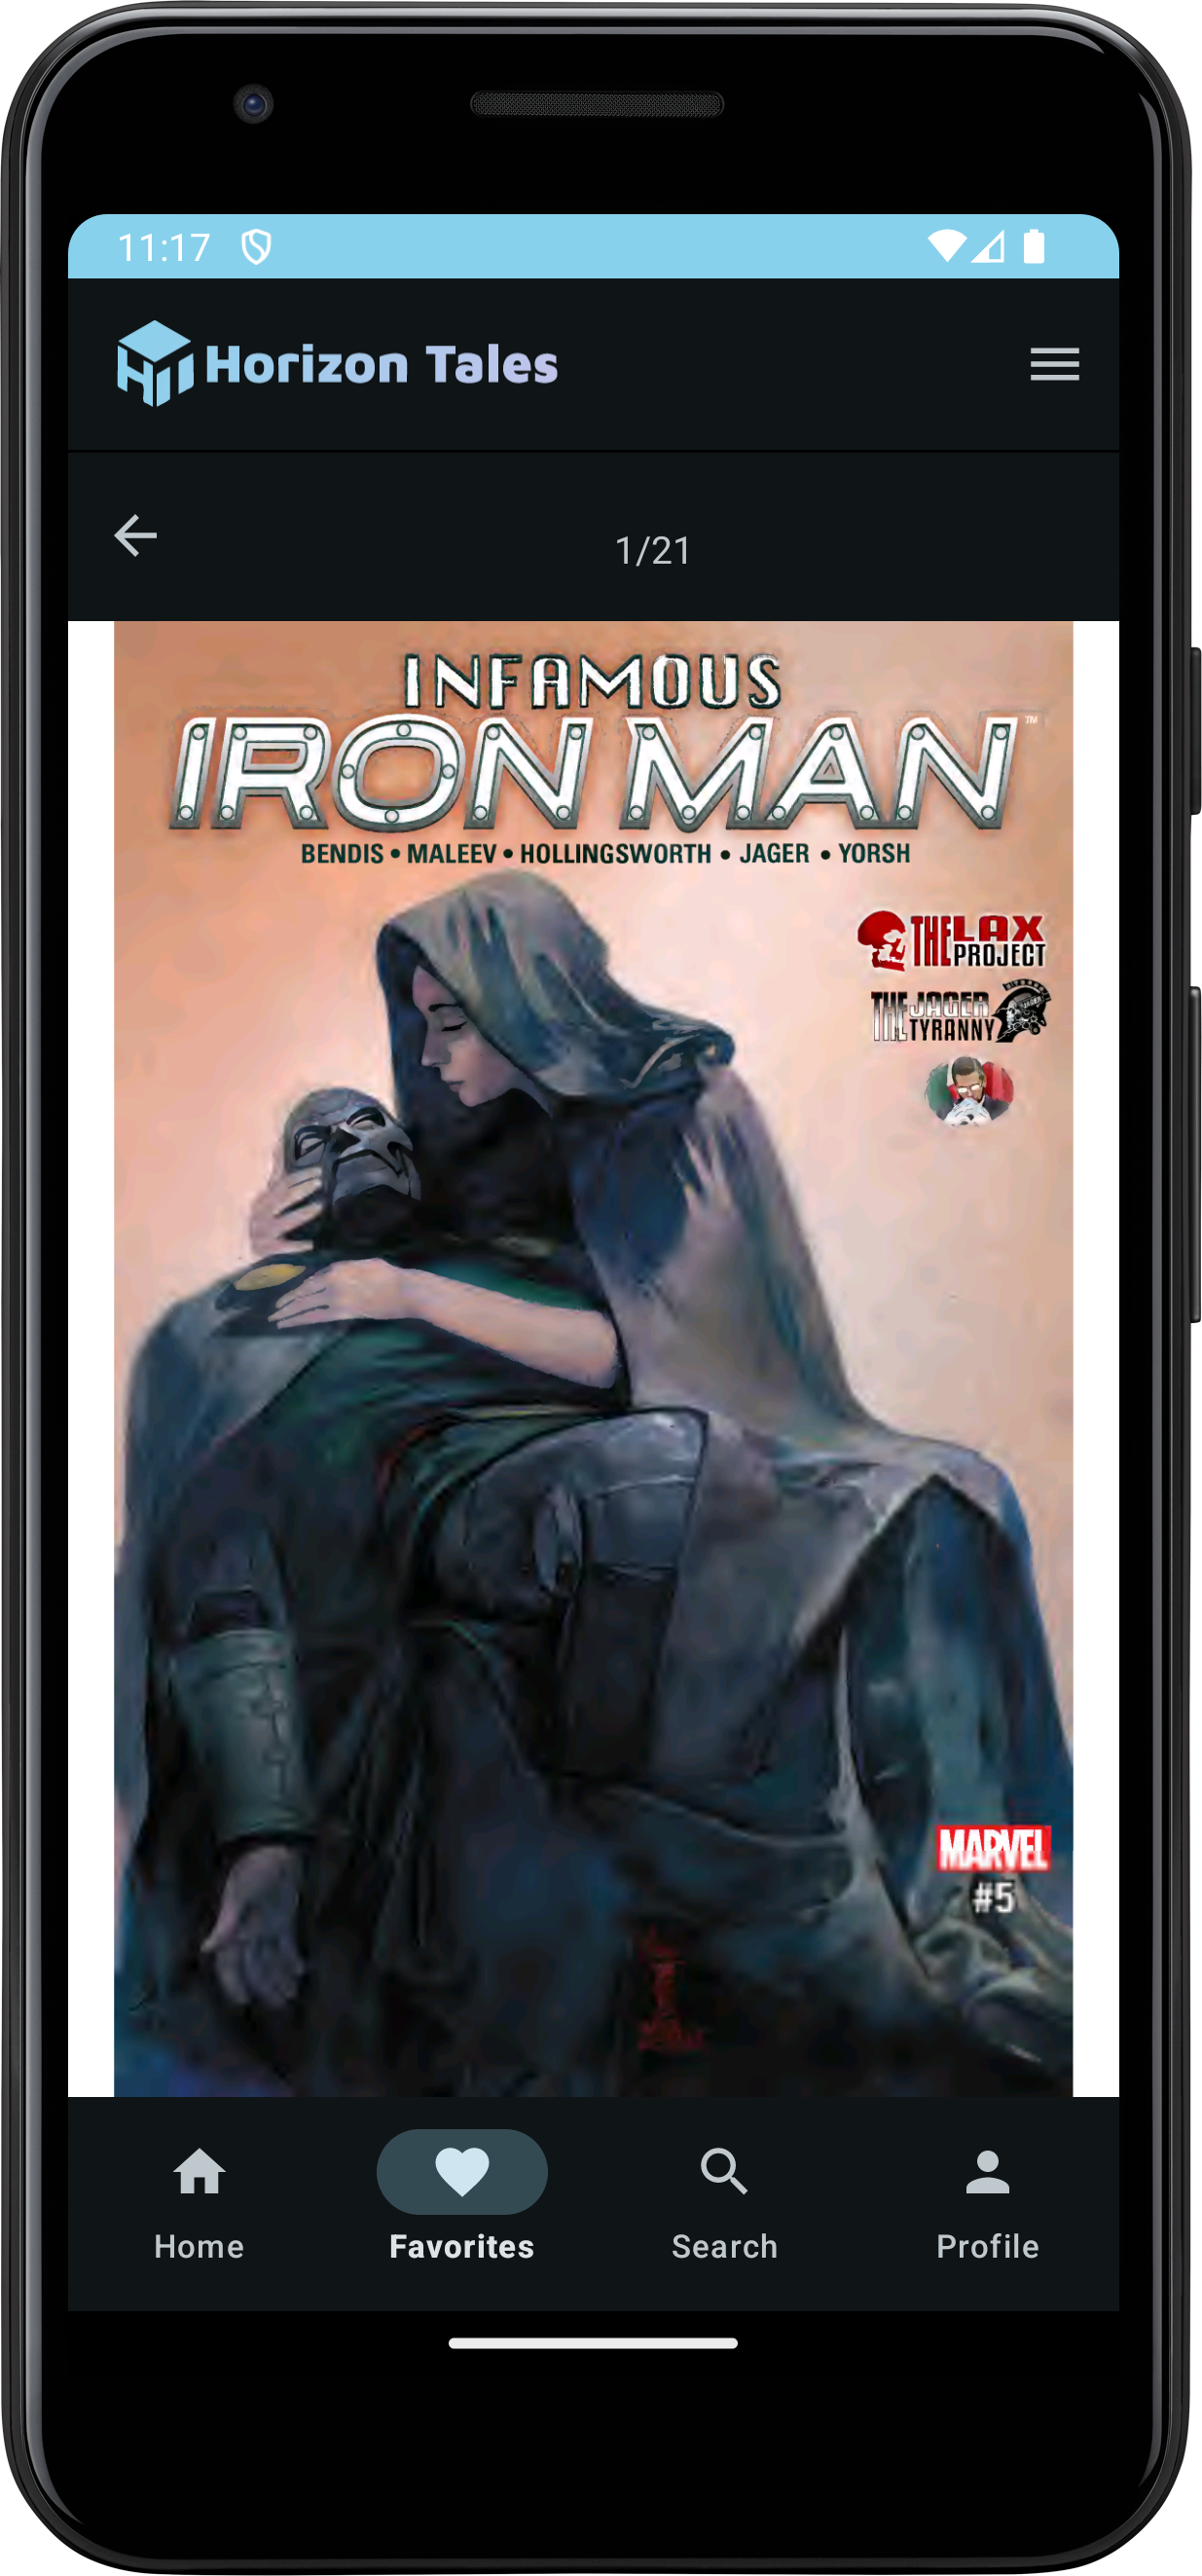 11:17
Horizon Tales
1/21
INFAMOUS
IRON MAN™
BENDIS • MALEEV • HOLLINGSWORTH • JAGER • YORSH
THE LAX
PROJECT
THE JAGER
TYRANNY
MARVEL
#5
Home Favorites Search Profile